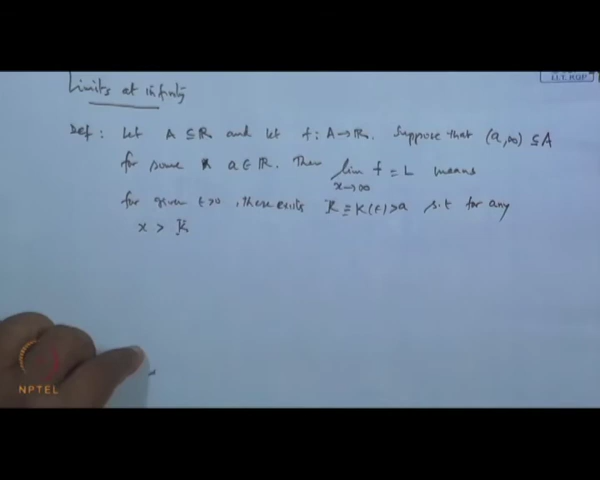 Limits at infinity
I.I.T. KGP
Def: Let A ⊆ ℝ and let f: A → ℝ. Suppose that (a, ∞) ⊆ A
for some a ∈ ℝ. Then lim f = L means
x→∞
for given ε>0, there exists K ≡ K(ε) > a s.t for any
x > K
NPTEL